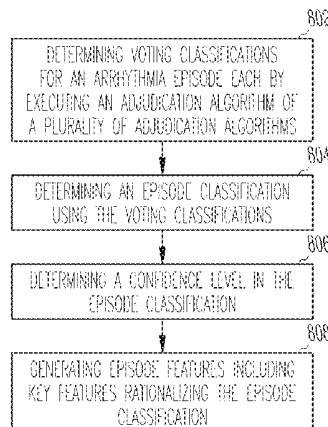 802
DETERMINING VOTING CLASSIFICATIONS
FOR AN ARRHYTHMIA EPISODE EACH BY
EXECUTING AN ADJUDICATION ALGORITHM OF
A PLURALITY OF ADJUDICATION ALGORITHMS
804
DETERMINING AN EPISODE CLASSIFICATION
USING THE VOTING CLASSIFICATIONS
806
DETERMINING A CONFIDENCE LEVEL IN THE
EPISODE CLASSIFICATION
808
GENERATING EPISODE FEATURES INCLUDING
KEY FEATURES RATIONALIZING THE EPISODE
CLASSIFICATION